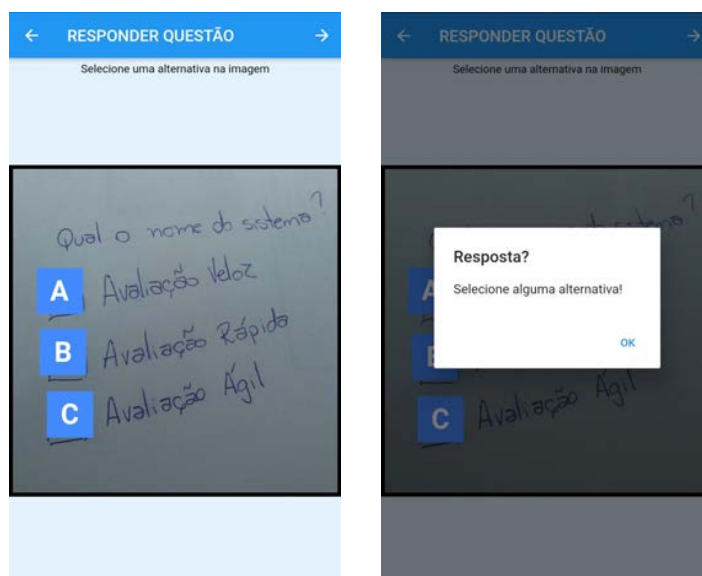 ← RESPONDER QUESTÃO →
Selecione uma alternativa na imagem
Qual o nome do sistema?
A Avaliação Veloz
B Avaliação Rápida
C Avaliação Ágil
← RESPONDER QUESTÃO →
Selecione uma alternativa na imagem
?
Resposta?
Selecione alguma alternativa!
OK
A
B
C Avaliação Ágil